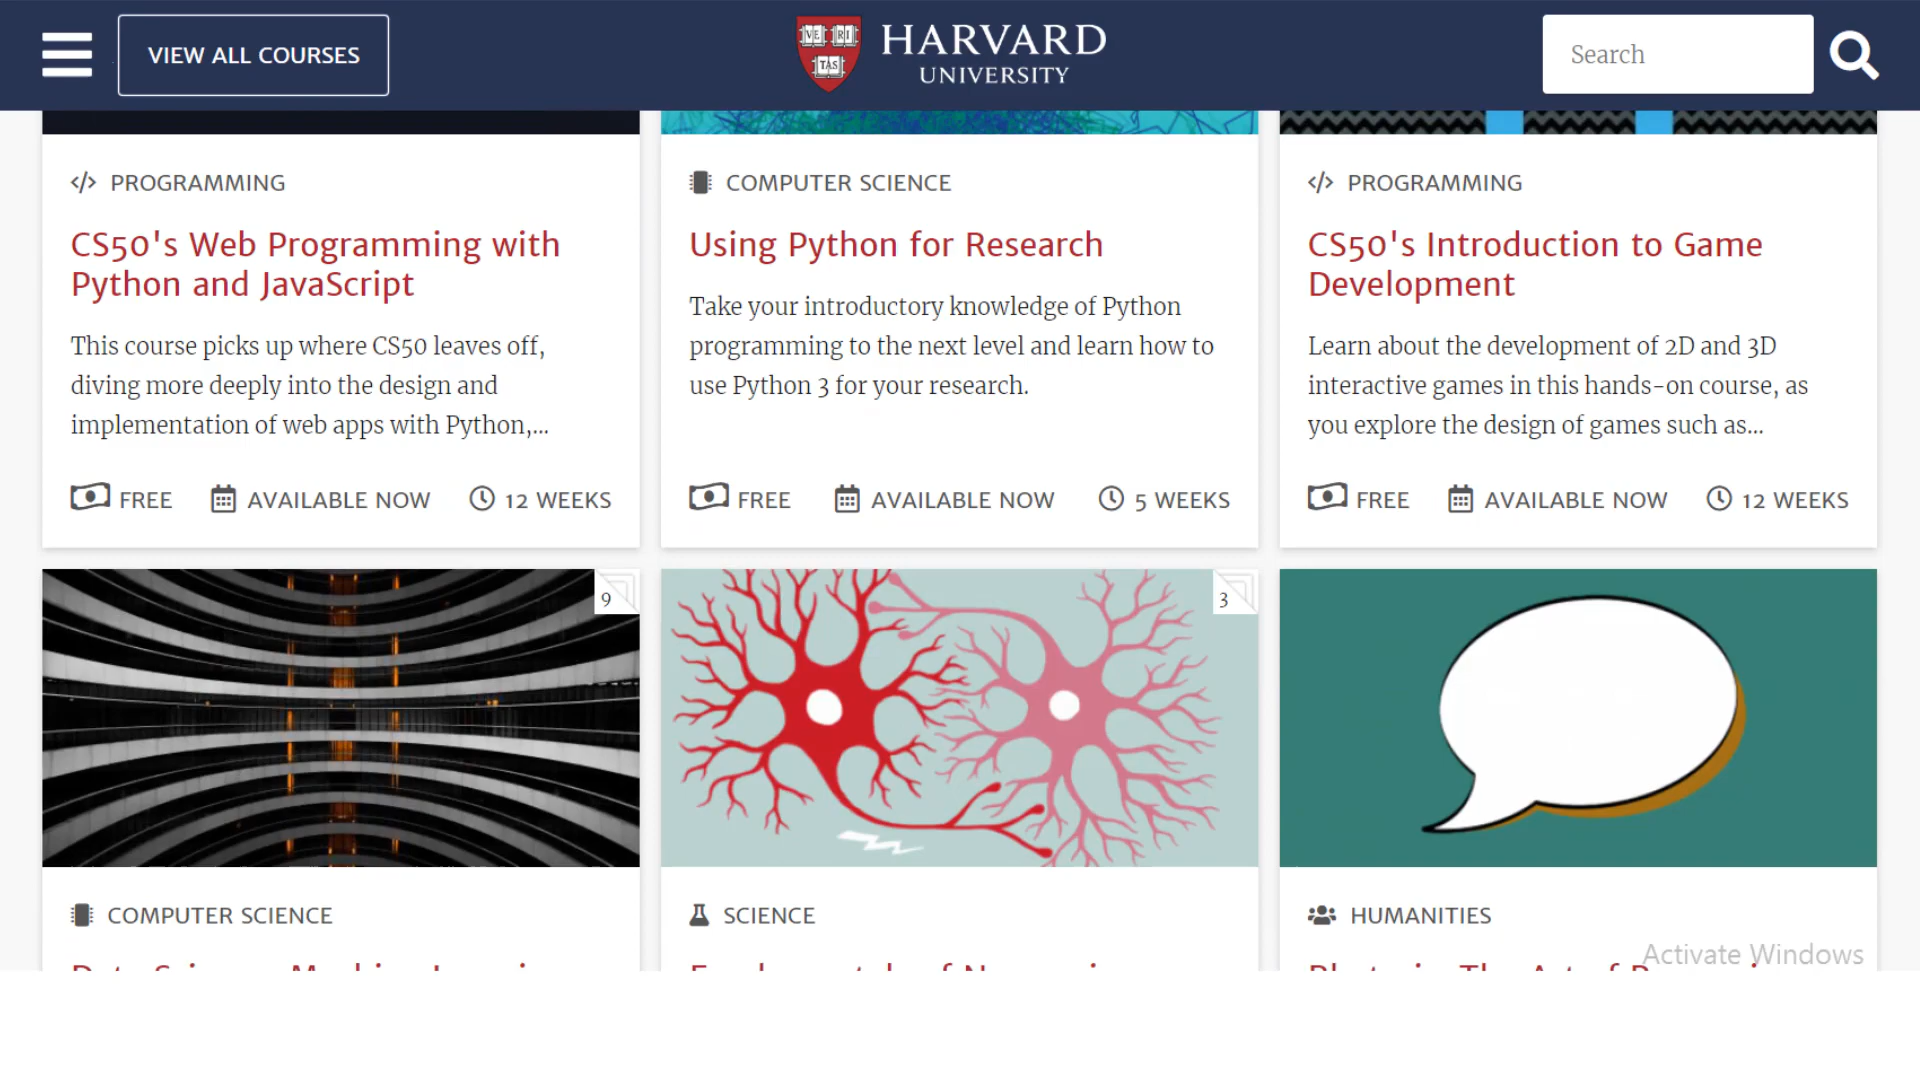 VIEW ALL COURSES
VE RI
TAS
HARVARD
UNIVERSITY
Search
PROGRAMMING
CS50's Web Programming with
Python and JavaScript
This course picks up where CS50 leaves off,
diving more deeply into the design and
implementation of web apps with Python,...
FREE AVAILABLE NOW 12 WEEKS
COMPUTER SCIENCE
Using Python for Research
Take your introductory knowledge of Python
programming to the next level and learn how to
use Python 3 for your research.
FREE AVAILABLE NOW 5 WEEKS
PROGRAMMING
CS50's Introduction to Game
Development
Learn about the development of 2D and 3D
interactive games in this hands-on course, as
you explore the design of games such as...
FREE AVAILABLE NOW 12 WEEKS
9
COMPUTER SCIENCE
3
SCIENCE
HUMANITIES
Activate Windows